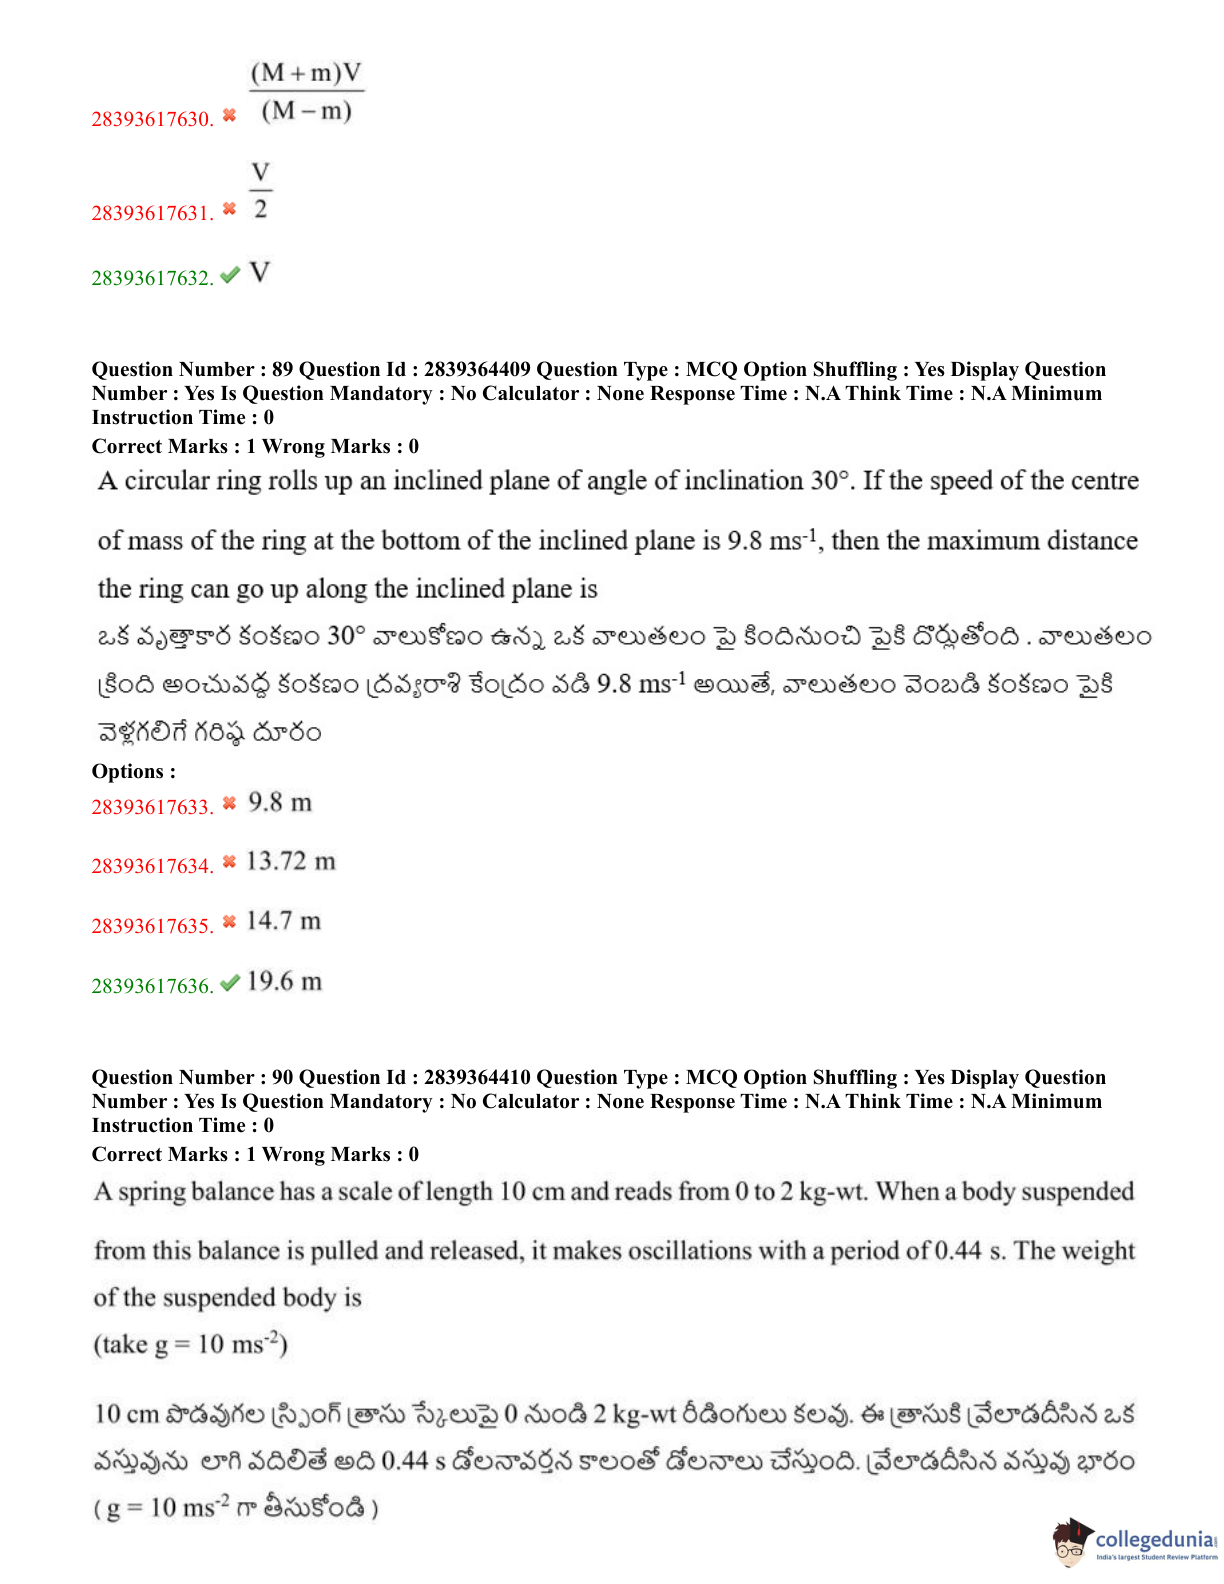 (M + m)V
28393617630. (M − m)
V
28393617631. 2
28393617632. V
Question Number : 89 Question Id : 2839364409 Question Type : MCQ Option Shuffling : Yes Display Question
Number : Yes Is Question Mandatory : No Calculator : None Response Time : N.A Think Time : N.A Minimum
Instruction Time : 0
Correct Marks : 1 Wrong Marks : 0
A circular ring rolls up an inclined plane of angle of inclination 30°. If the speed of the centre
of mass of the ring at the bottom of the inclined plane is 9.8 ms⁻¹, then the maximum distance
the ring can go up along the inclined plane is
ఒక వృత్తాకార కంకణం 30° వాలుకోణం ఉన్న ఒక వాలుతలం పై కిందినుంచి పైకి దొర్లుతోంది . వాలుతలం
క్రింది అంచువద్ద కంకణం ద్రవ్యరాశి కేంద్రం వడి 9.8 ms⁻¹ అయితే, వాలుతలం వెంబడి కంకణం పైకి
వెళ్లగలిగే గరిష్ఠ దూరం
Options :
28393617633. 9.8 m
28393617634. 13.72 m
28393617635. 14.7 m
28393617636. 19.6 m
Question Number : 90 Question Id : 2839364410 Question Type : MCQ Option Shuffling : Yes Display Question
Number : Yes Is Question Mandatory : No Calculator : None Response Time : N.A Think Time : N.A Minimum
Instruction Time : 0
Correct Marks : 1 Wrong Marks : 0
A spring balance has a scale of length 10 cm and reads from 0 to 2 kg-wt. When a body suspended
from this balance is pulled and released, it makes oscillations with a period of 0.44 s. The weight
of the suspended body is
(take g = 10 ms⁻²)
10 cm పొడవుగల స్ప్రింగ్ త్రాసు స్కేలుపై 0 నుండి 2 kg-wt రీడింగులు కలవు. ఈ త్రాసుకి వ్రేలాడదీసిన ఒక
వస్తువును లాగి వదిలితే అది 0.44 s డోలనావర్తన కాలంతో డోలనాలు చేస్తుంది. వ్రేలాడదీసిన వస్తువు భారం
( g = 10 ms⁻² గా తీసుకోండి )
collegedunia
India's largest Student Review Platform